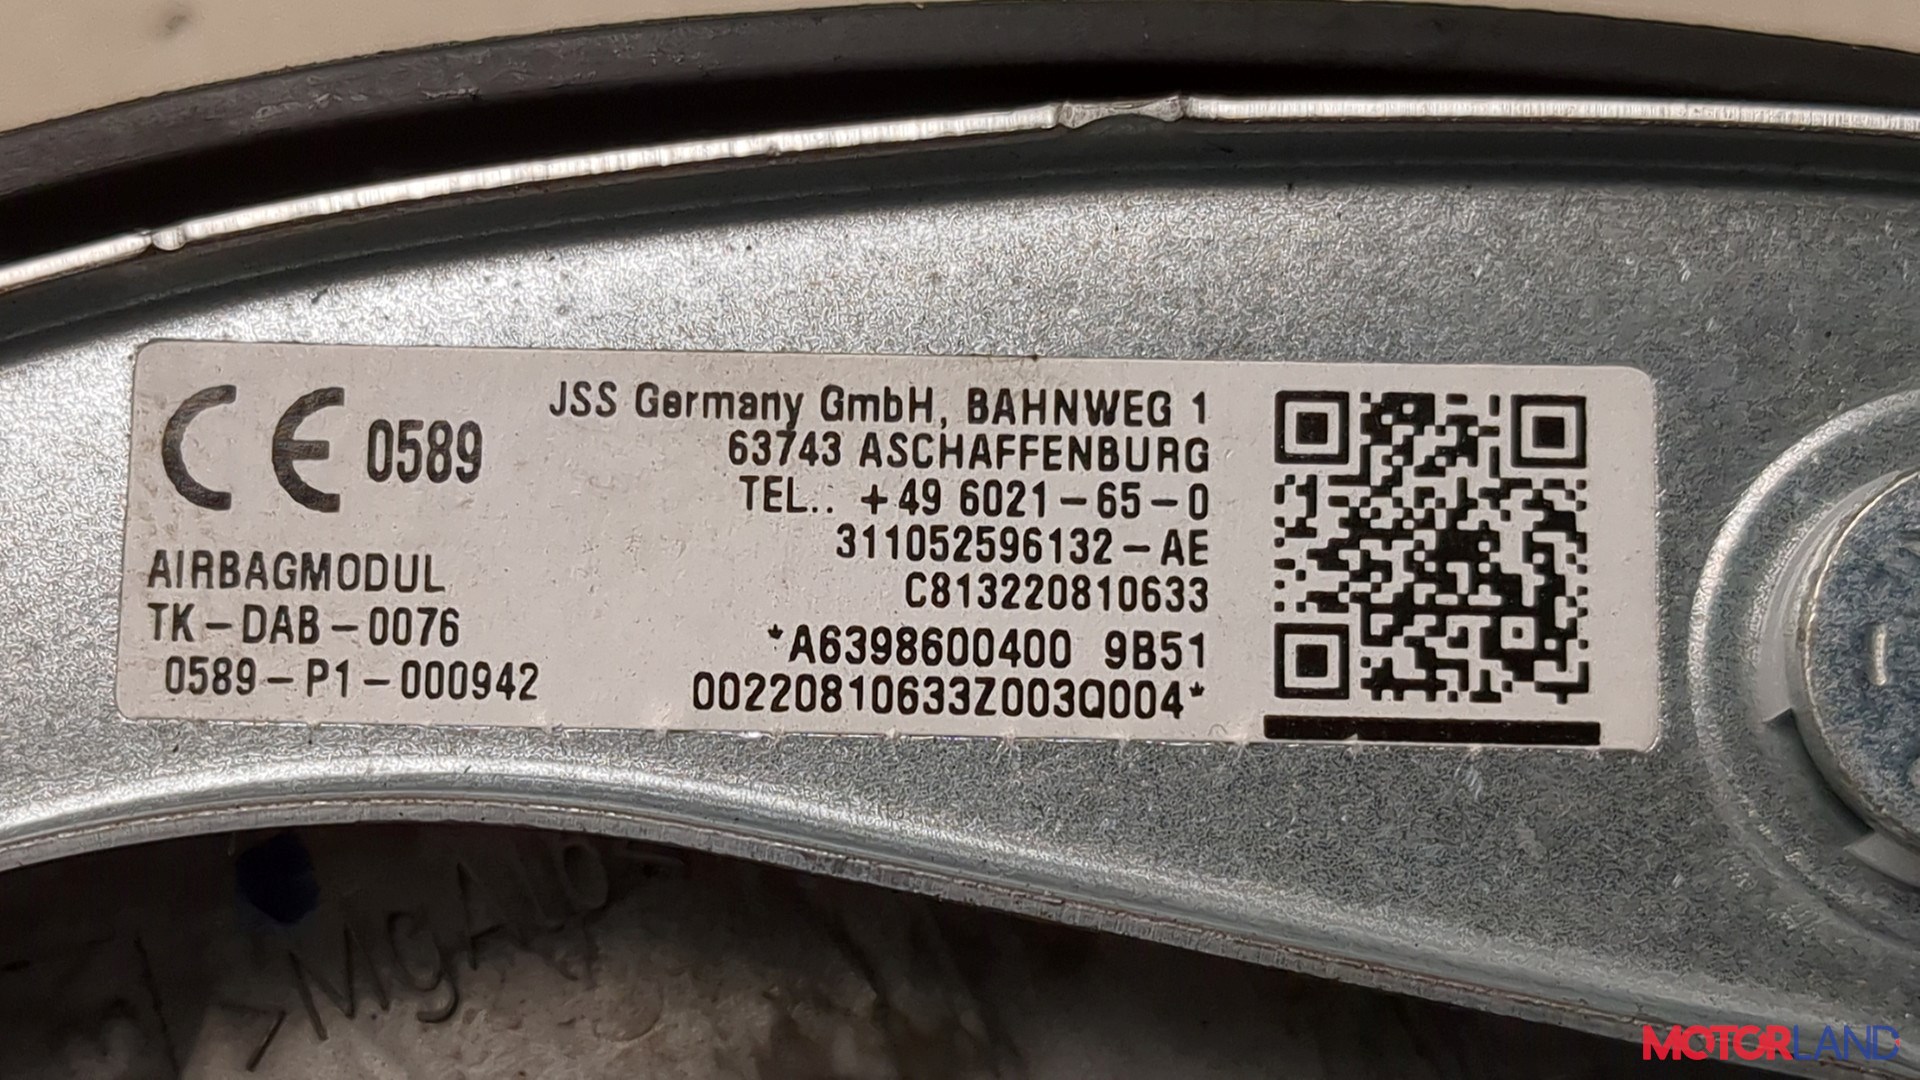 CE 0589
AIRBAGMODUL
TK-DAB-0076
0589-P1-000942
JSS Germany GmbH, BAHNWEG 1
63743 ASCHAFFENBURG
TEL.. +49 6021-65-0
311052596132-AE
C813220810633
*A6398600400 9B51
00220810633Z003Q004*
>MgAl
MOTORLAND